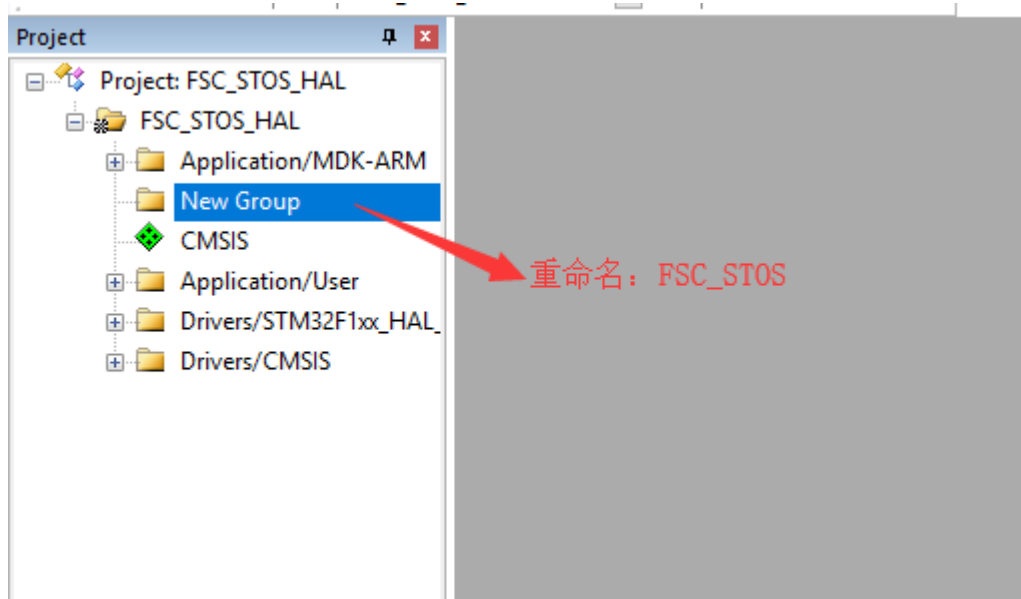 Project
Project: FSC_STOS_HAL
FSC_STOS_HAL
Application/MDK-ARM
New Group
CMSIS
Application/User
Drivers/STM32F1xx_HAL_
Drivers/CMSIS
重命名：FSC_STOS